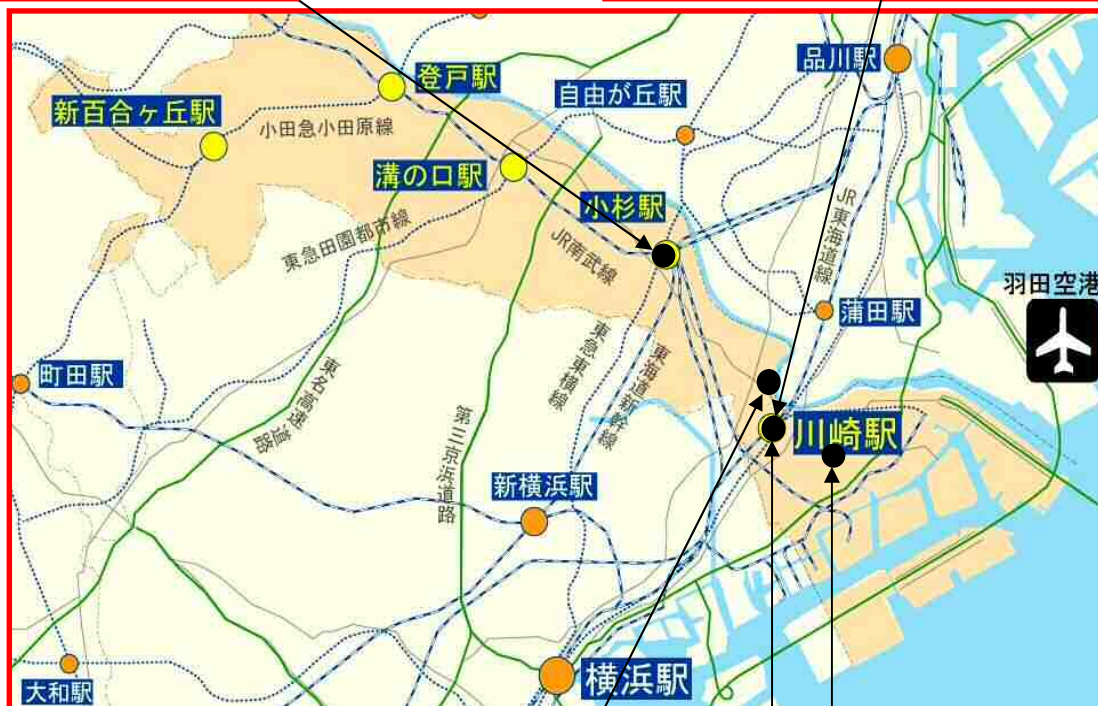 品川駅
登戸駅
自由が丘駅
新百合ヶ丘駅
小田急小田原線
溝の口駅
小杉駅
JR東海道線
東急田園都市線
JR南武線
羽田空港
蒲田駅
町田駅
東名高速道路
東急東横線
東海道新幹線
第三京浜道路
川崎駅
新横浜駅
横浜駅
大和駅